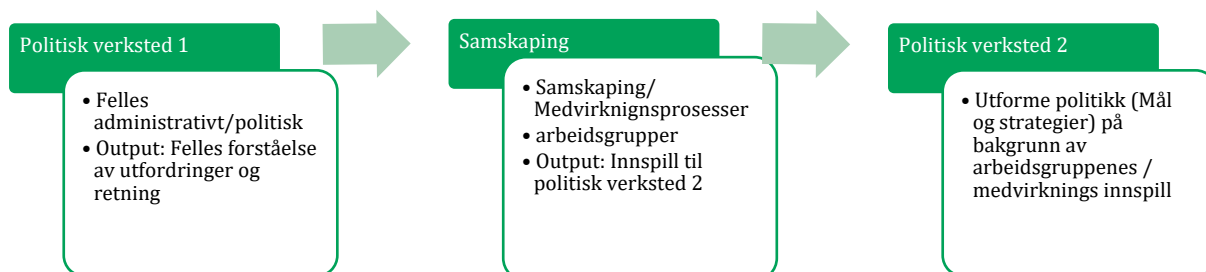 Politisk verksted 1
• Felles
administrativt/politisk
• Output: Felles forståelse
av utfordringer og
retning
Samskaping
• Samskaping/
Medvirknignsprosesser
• arbeidsgrupper
• Output: Innspill til
politisk verksted 2
Politisk verksted 2
• Utforme politikk (Mål
og strategier) på
bakgrunn av
arbeidsgruppenes /
medvirknings innspill